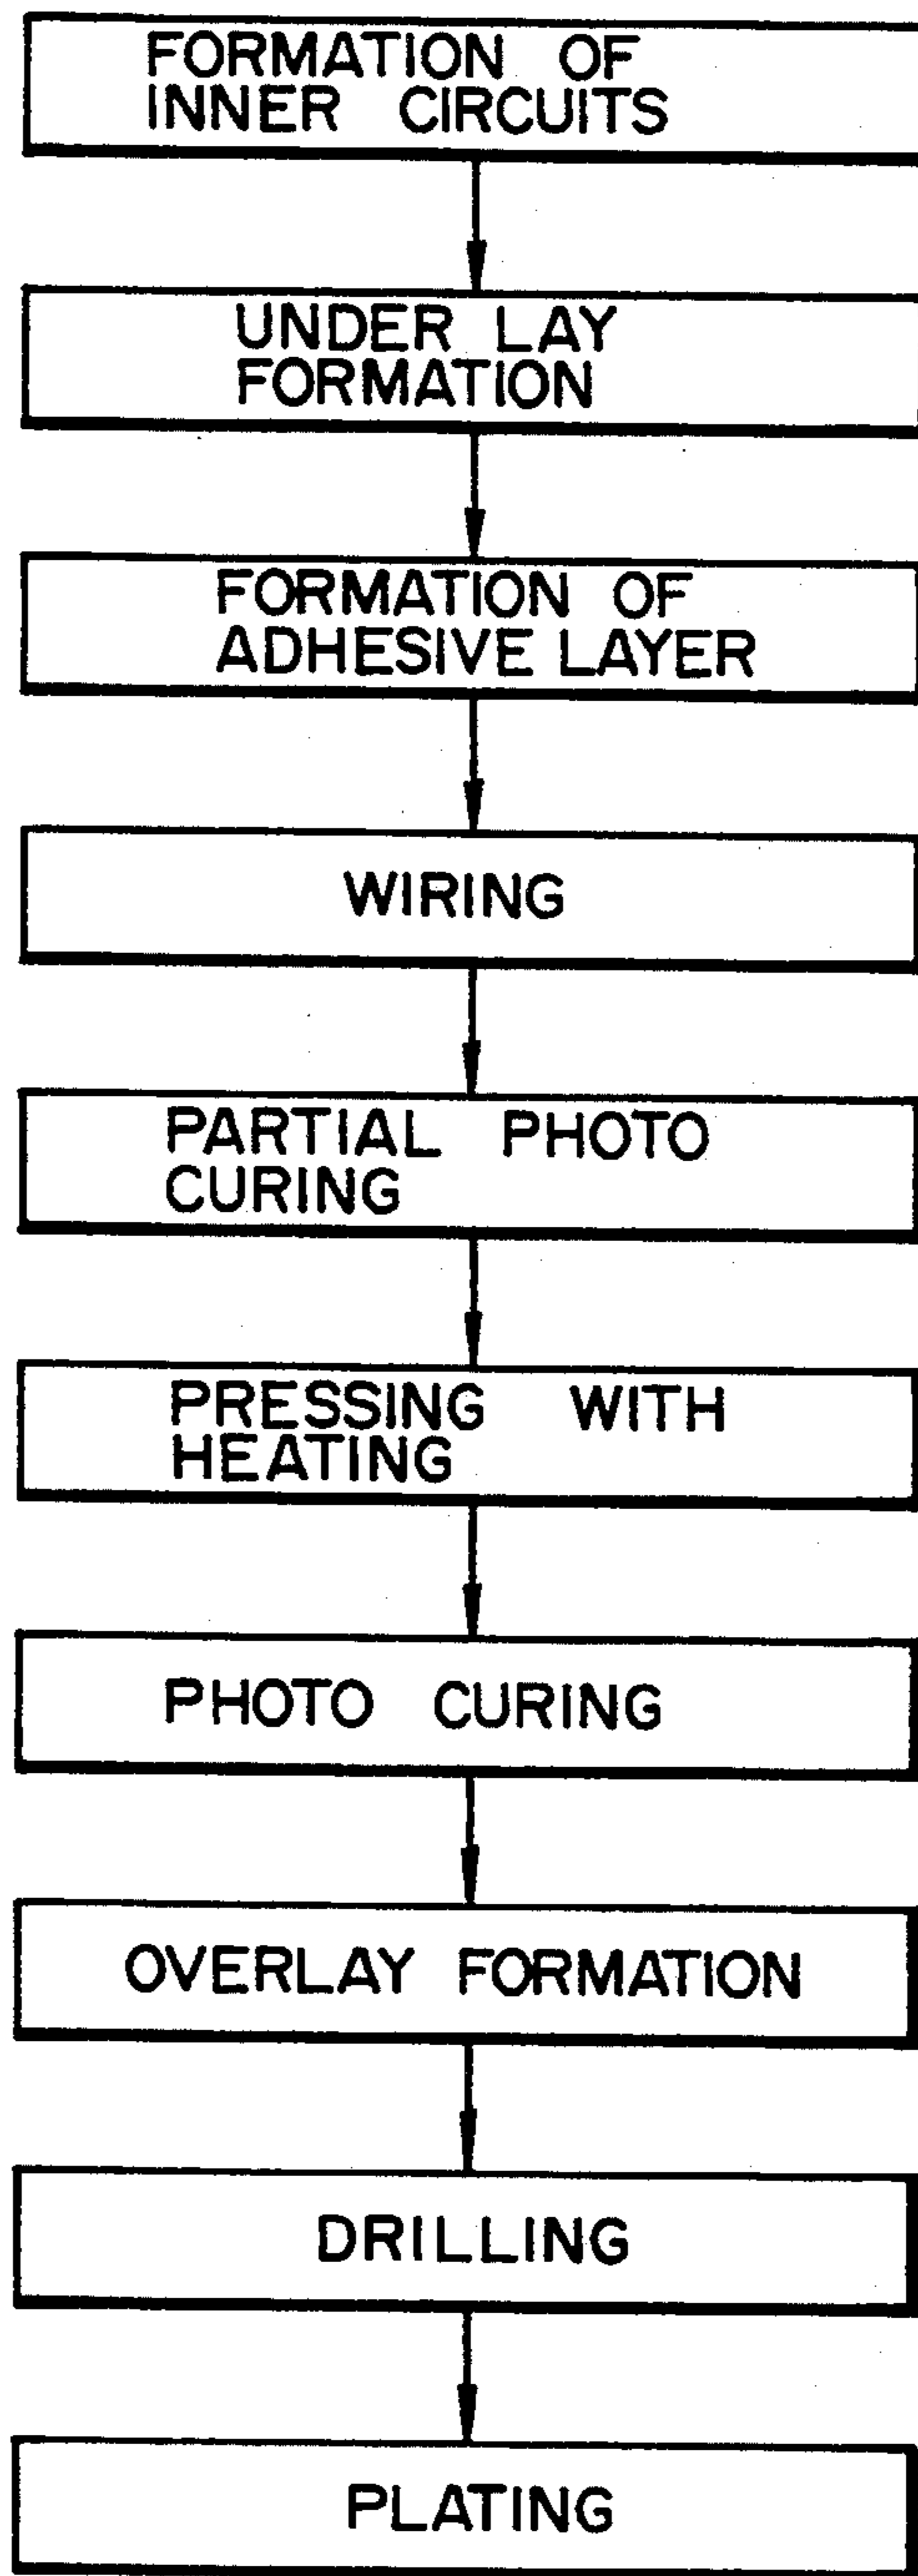 FORMATION OF
INNER CIRCUITS
UNDER LAY
FORMATION
FORMATION OF
ADHESIVE LAYER
WIRING
PARTIAL PHOTO
CURING
PRESSING WITH
HEATING
PHOTO CURING
OVERLAY FORMATION
DRILLING
PLATING